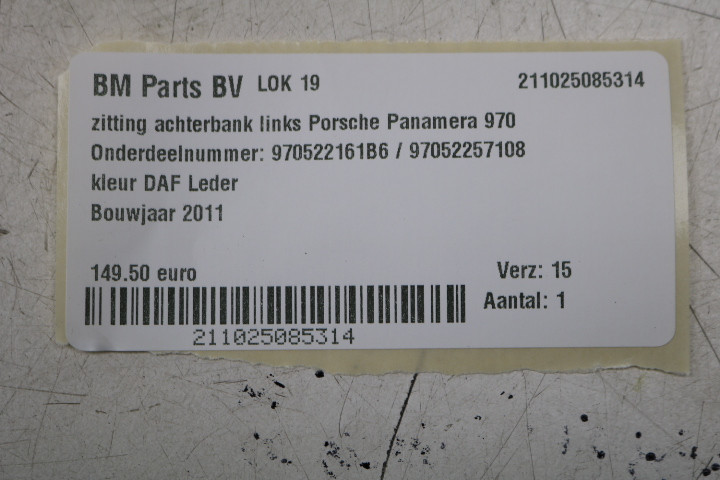 BM Parts BV LOK 19 211025085314
zitting achterbank links Porsche Panamera 970
Onderdeelnummer: 970522161B6 / 97052257108
kleur DAF Leder
Bouwjaar 2011
149.50 euro Verz: 15
Aantal: 1
211025085314